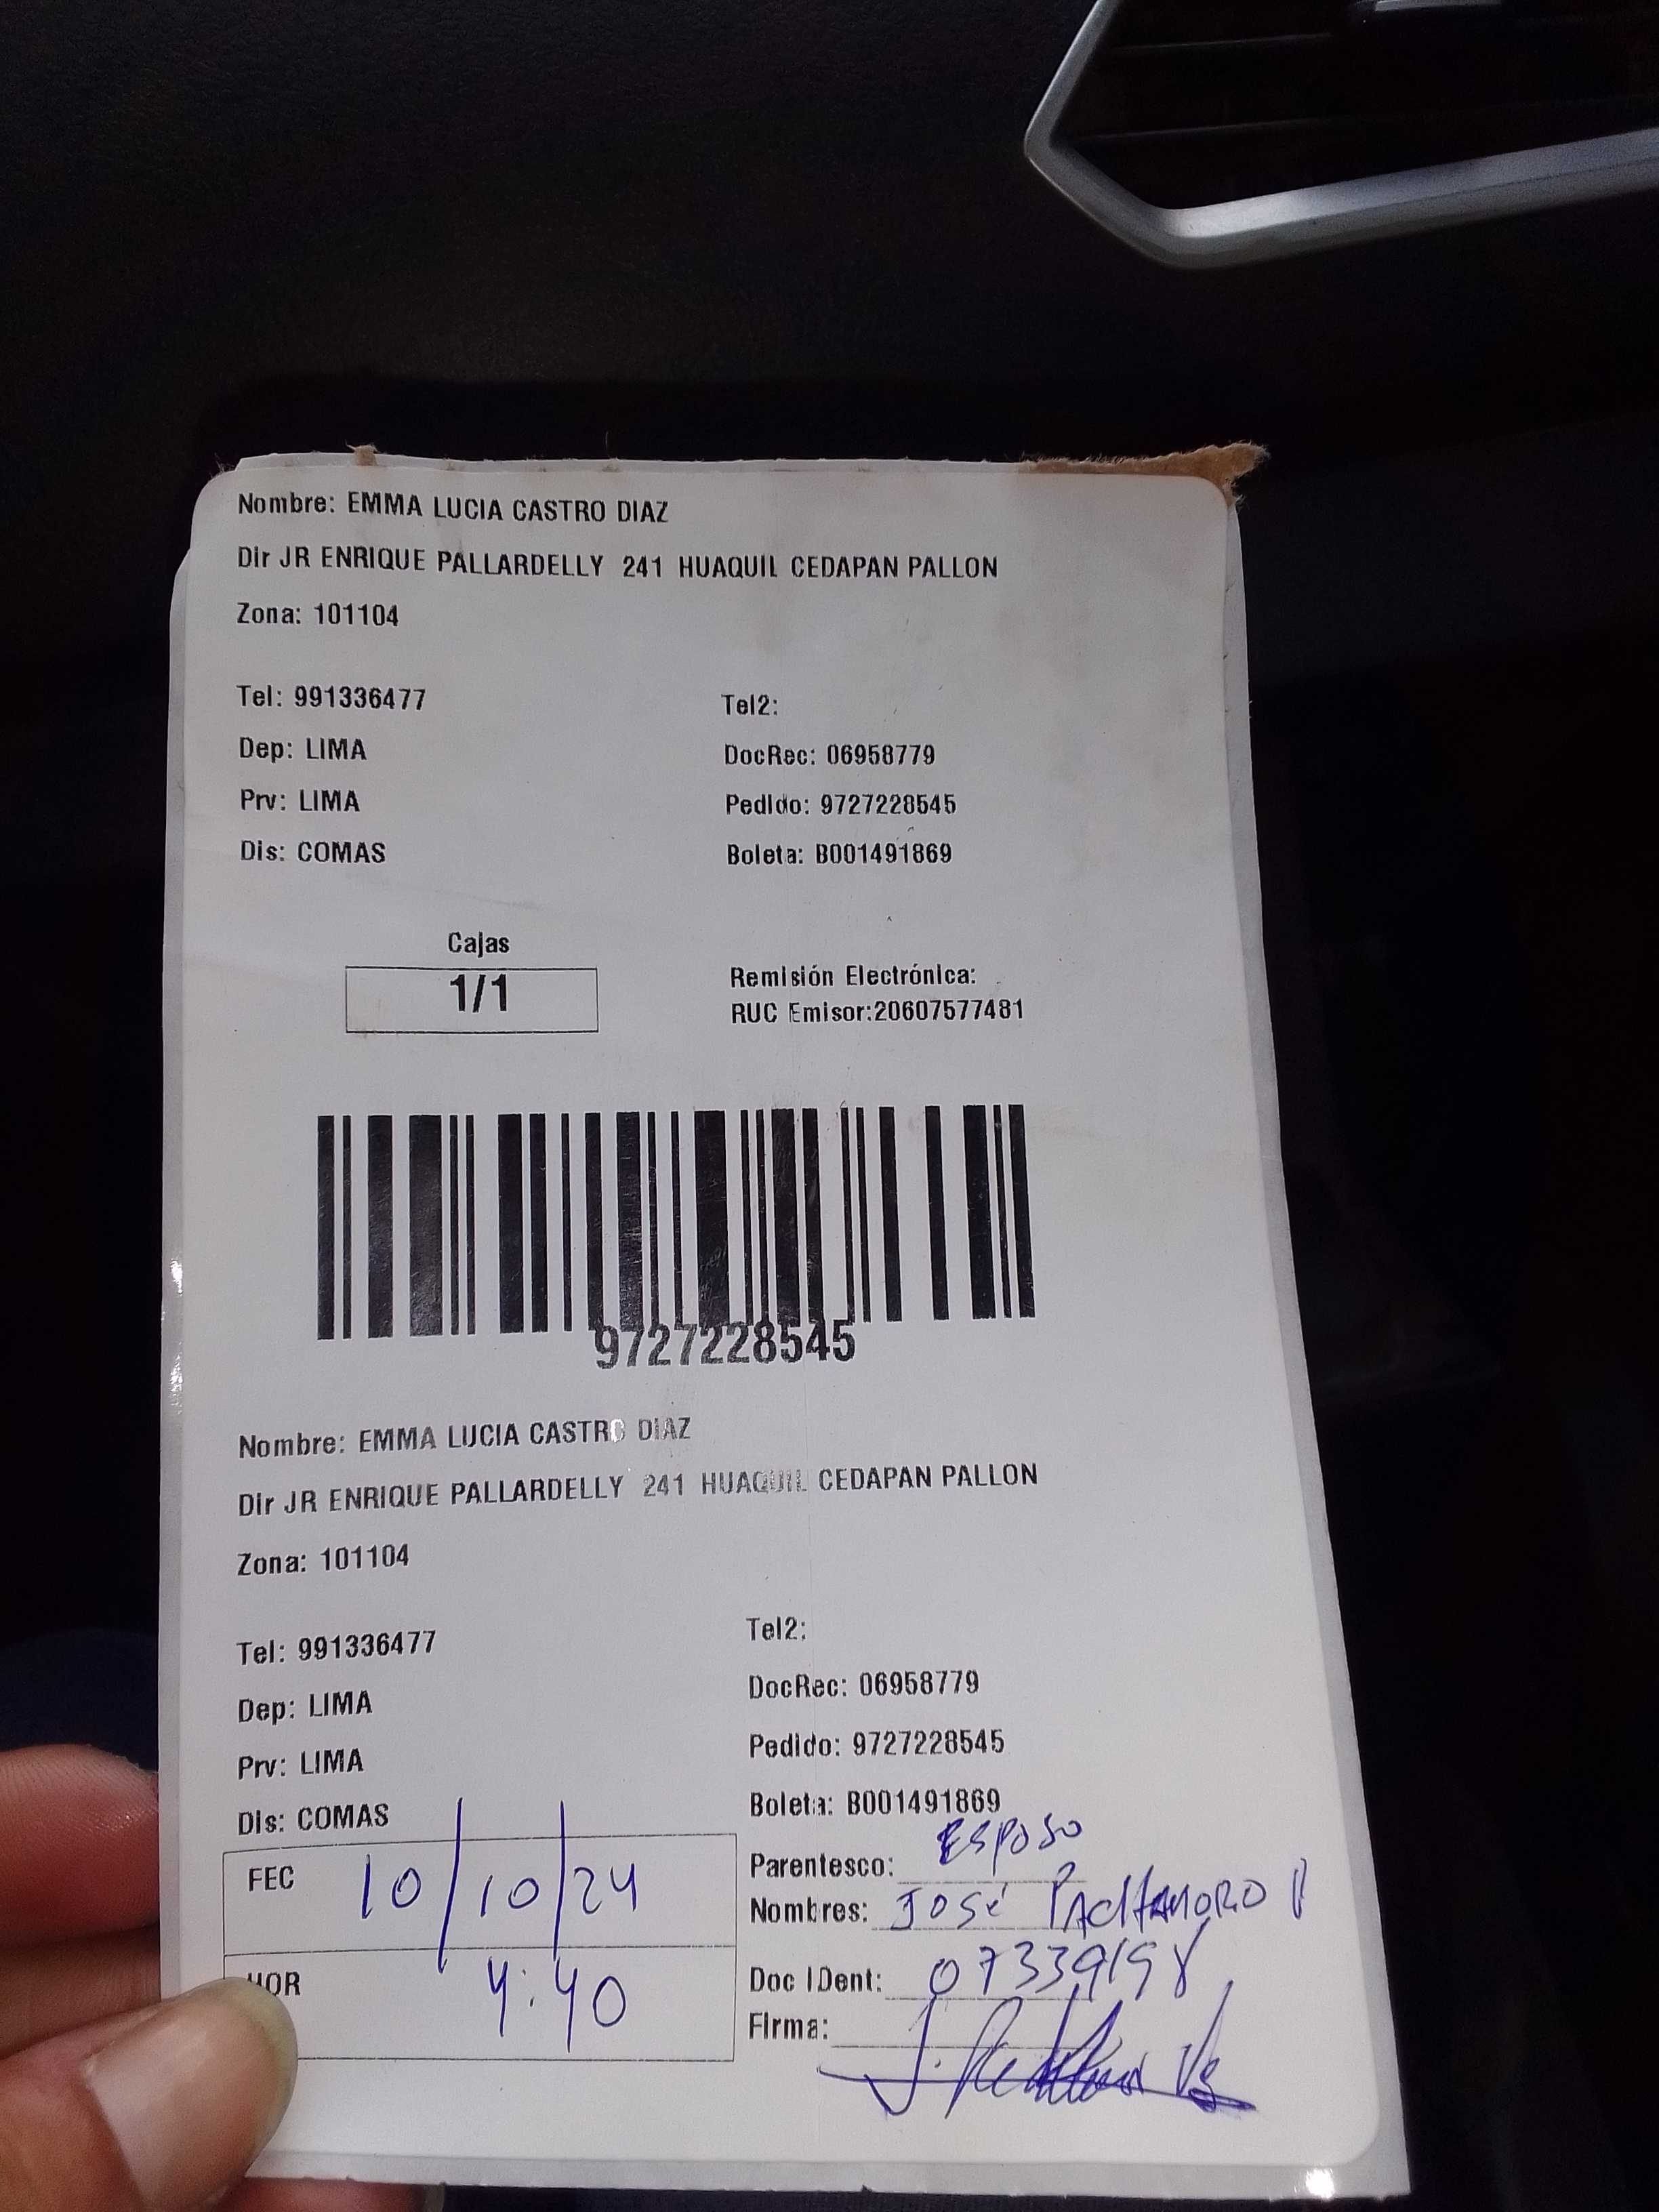 Nombre: EMMA LUCIA CASTRO DIAZ
Dir JR ENRIQUE PALLARDELLY 241 HUAQUIL CEDAPAN PALLON
Zona: 101104
Tel: 991336477 Tel2:
Dep: LIMA DocRec: 06958779
Prv: LIMA Pedido: 9727228545
Dis: COMAS Boleta: B001491869
Cajas
1/1
Remisión Electrónica:
RUC Emisor:20607577481
9727228545
Nombre: EMMA LUCIA CASTRO DIAZ
Dir JR ENRIQUE PALLARDELLY 241 HUAQUIL CEDAPAN PALLON
Zona: 101104
Tel: 991336477 Tel2:
Dep: LIMA DocRec: 06958779
Prv: LIMA Pedido: 9727228545
Dis: COMAS Boleta: B001491869
FEC 10/10/24 Parentesco: ESPOSO
Nombres: JOSÉ
HOR 4:40 Doc IDent:
Firma: